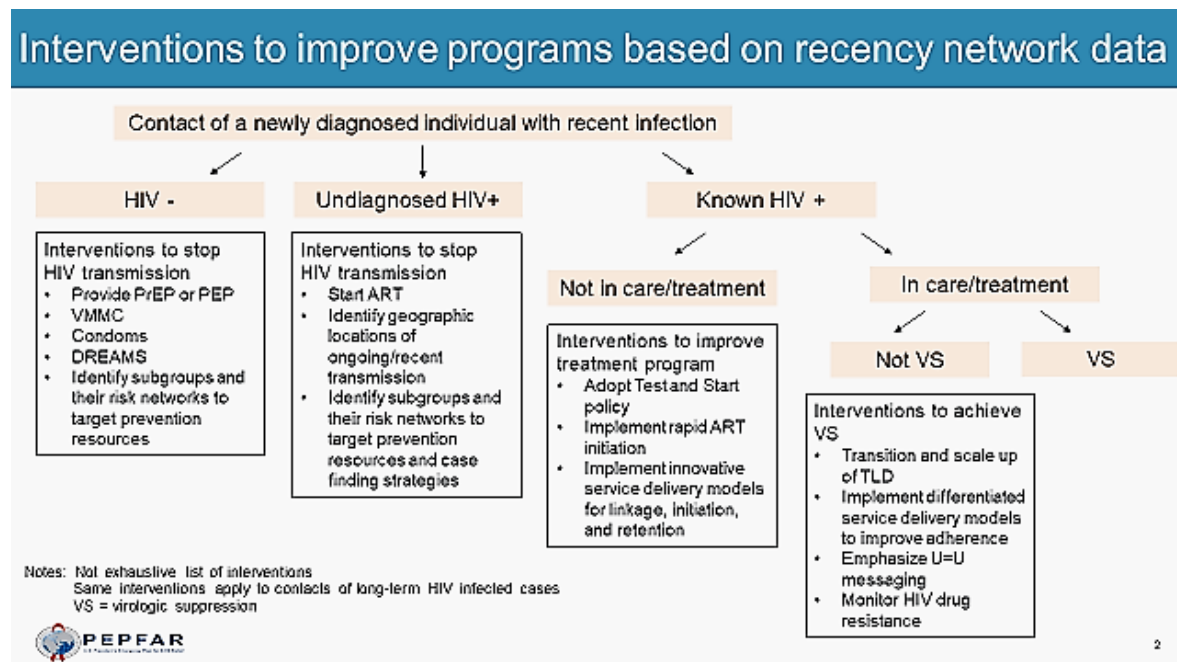 Interventions to improve programs based on recency network data
Contact of a newly diagnosed individual with recent infection
HIV -
Undiagnosed HIV+
Known HIV +
Interventions to stop
HIV transmission
• Provide PrEP or PEP
• VMMC
• Condoms
• DREAMS
• Identify subgroups and
their risk networks to
target prevention
resources
Interventions to stop
HIV transmission
• Start ART
• Identify geographic
locations of
ongoing/recent
transmission
• Identify subgroups and
their risk networks to
target prevention
resources and case
finding strategies
Not in care/treatment
In care/treatment
Interventions to improve
treatment program
• Adopt Test and Start
policy
• Implement rapid ART
initiation
• Implement innovative
service delivery models
for linkage, initiation,
and retention
Not VS
VS
Interventions to achieve
VS
• Transition and scale up
of TLD
• Implement differentiated
service delivery models
to improve adherence
• Emphasize U=U
messaging
• Monitor HIV drug
resistance
Notes: Not exhaustive list of interventions
Same interventions apply to contacts of long-term HIV infected cases
VS = virologic suppression
PEPFAR
2